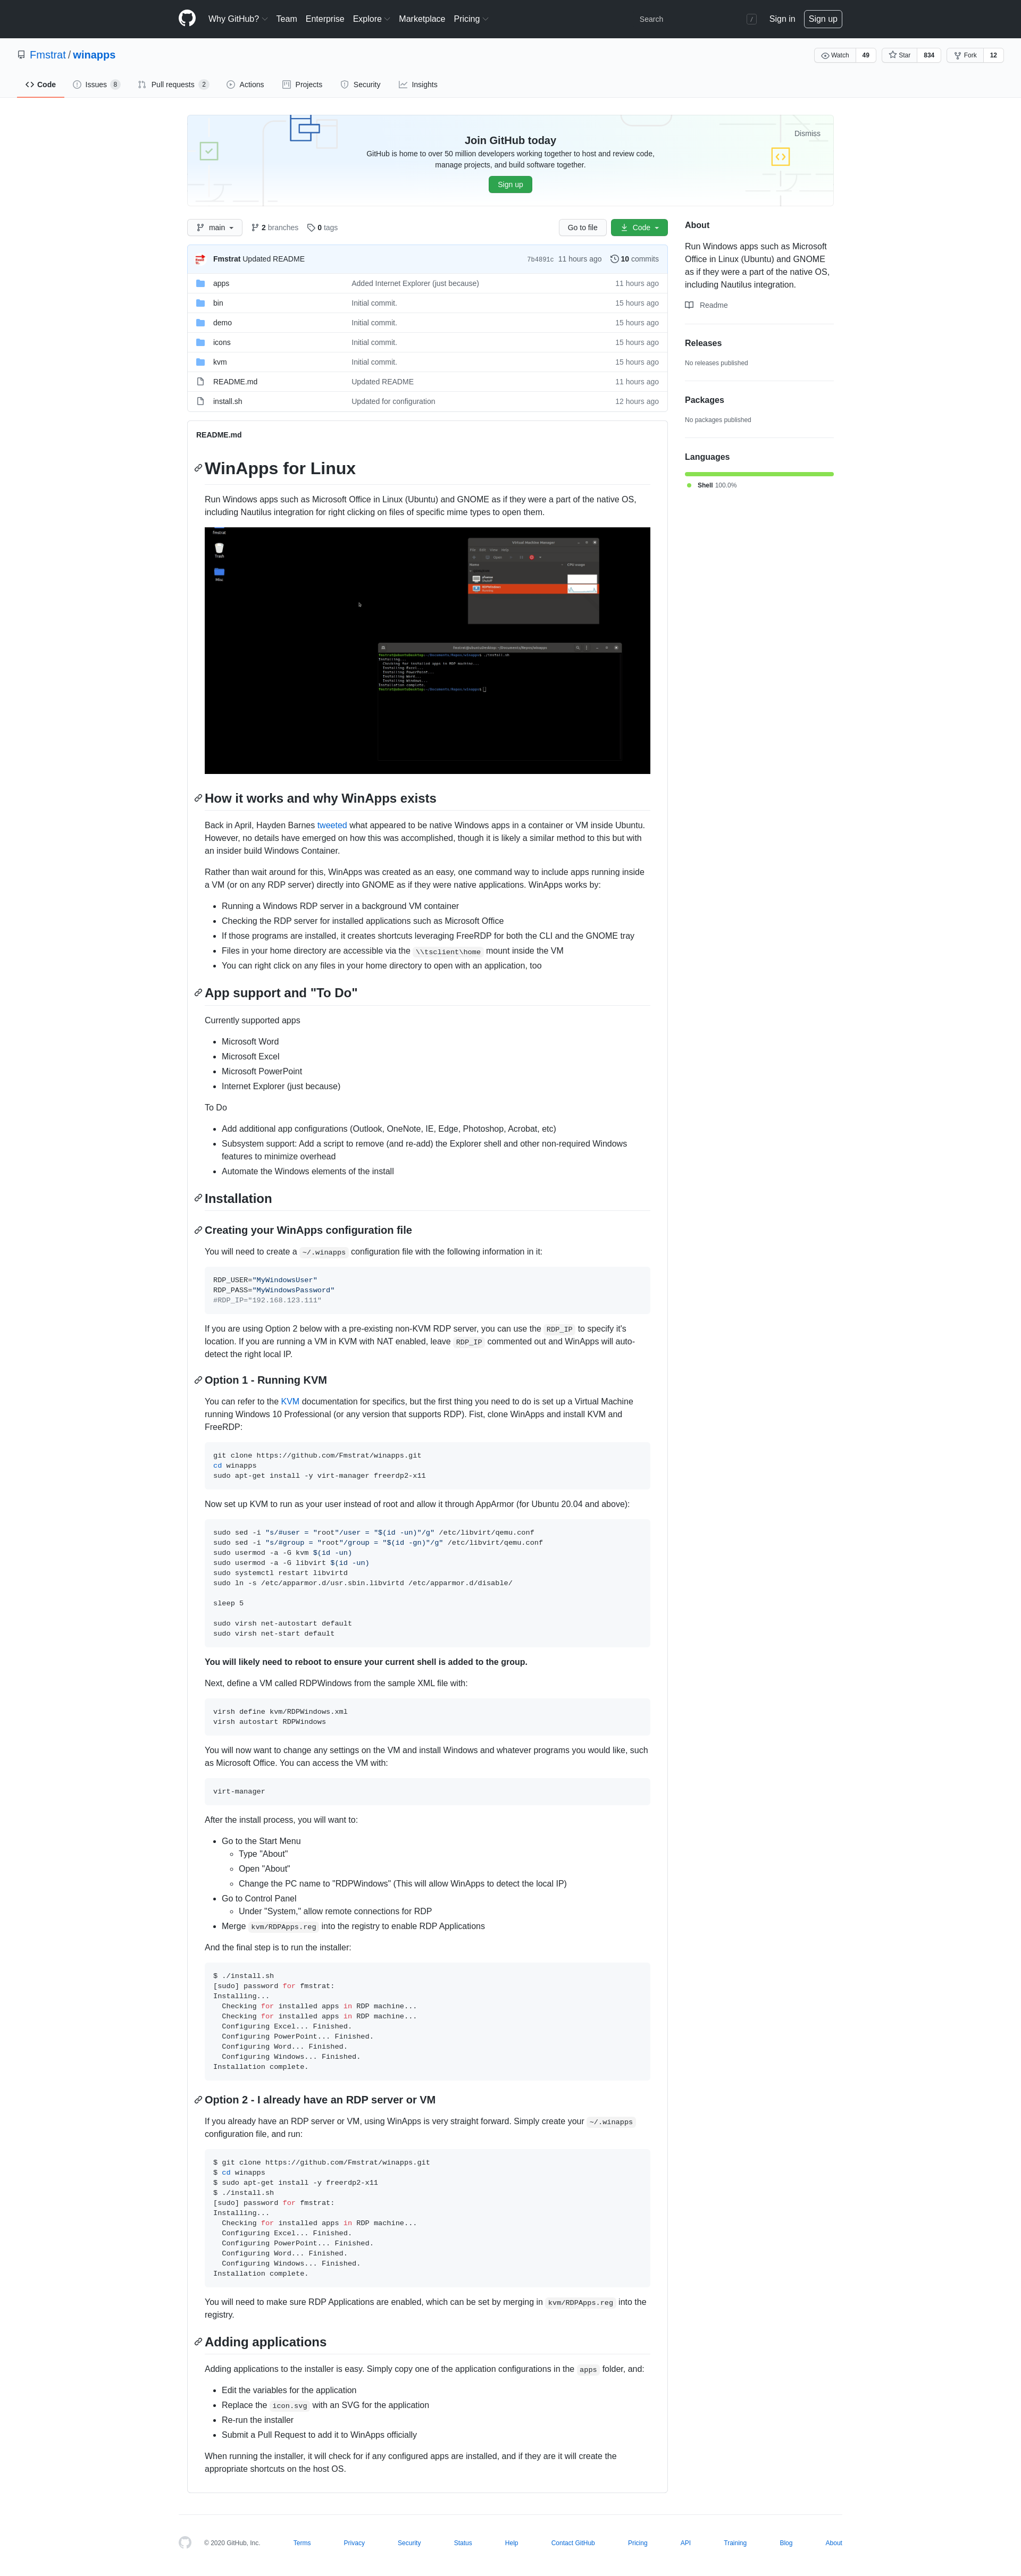 Why GitHub? Team Enterprise Explore Marketplace Pricing Search / Sign in Sign up
Fmstrat / winapps
Watch 49 Star 834 Fork 12
Code Issues 8 Pull requests 2 Actions Projects Security Insights
Dismiss
Join GitHub today
GitHub is home to over 50 million developers working together to host and review code,
manage projects, and build software together.
Sign up
main 2 branches 0 tags Go to file Code
Fmstrat Updated README 7b4891c 11 hours ago 10 commits
apps Added Internet Explorer (just because) 11 hours ago
bin Initial commit. 15 hours ago
demo Initial commit. 15 hours ago
icons Initial commit. 15 hours ago
kvm Initial commit. 15 hours ago
README.md Updated README 11 hours ago
install.sh Updated for configuration 12 hours ago
About
Run Windows apps such as Microsoft
Office in Linux (Ubuntu) and GNOME
as if they were a part of the native OS,
including Nautilus integration.
Readme
Releases
No releases published
Packages
No packages published
Languages
Shell 100.0%
README.md
WinApps for Linux
Run Windows apps such as Microsoft Office in Linux (Ubuntu) and GNOME as if they were a part of the native OS,
including Nautilus integration for right clicking on files of specific mime types to open them.
Trash
Virtual Machine Manager
File Edit View Help
Open
CPU usage
RDPWindows
Running
Installing...
Checking for installed apps in RDP machine...
Installing Excel...
Installing PowerPoint...
Installing Word...
Installing Windows...
Installation complete.
How it works and why WinApps exists
Back in April, Hayden Barnes tweeted what appeared to be native Windows apps in a container or VM inside Ubuntu.
However, no details have emerged on how this was accomplished, though it is likely a similar method to this but with
an insider build Windows Container.
Rather than wait around for this, WinApps was created as an easy, one command way to include apps running inside
a VM (or on any RDP server) directly into GNOME as if they were native applications. WinApps works by:
• Running a Windows RDP server in a background VM container
• Checking the RDP server for installed applications such as Microsoft Office
• If those programs are installed, it creates shortcuts leveraging FreeRDP for both the CLI and the GNOME tray
• Files in your home directory are accessible via the \\tsclient\home mount inside the VM
• You can right click on any files in your home directory to open with an application, too
App support and "To Do"
Currently supported apps
• Microsoft Word
• Microsoft Excel
• Microsoft PowerPoint
• Internet Explorer (just because)
To Do
• Add additional app configurations (Outlook, OneNote, IE, Edge, Photoshop, Acrobat, etc)
• Subsystem support: Add a script to remove (and re-add) the Explorer shell and other non-required Windows
features to minimize overhead
• Automate the Windows elements of the install
Installation
Creating your WinApps configuration file
You will need to create a ~/.winapps configuration file with the following information in it:
RDP_USER="MyWindowsUser"
RDP_PASS="MyWindowsPassword"
#RDP_IP="192.168.123.111"
If you are using Option 2 below with a pre-existing non-KVM RDP server, you can use the RDP_IP to specify it's
location. If you are running a VM in KVM with NAT enabled, leave RDP_IP commented out and WinApps will auto-
detect the right local IP.
Option 1 - Running KVM
You can refer to the KVM documentation for specifics, but the first thing you need to do is set up a Virtual Machine
running Windows 10 Professional (or any version that supports RDP). Fist, clone WinApps and install KVM and
FreeRDP:
git clone https://github.com/Fmstrat/winapps.git
cd winapps
sudo apt-get install -y virt-manager freerdp2-x11
Now set up KVM to run as your user instead of root and allow it through AppArmor (for Ubuntu 20.04 and above):
sudo sed -i "s/#user = "root"/user = "$(id -un)"/g" /etc/libvirt/qemu.conf
sudo sed -i "s/#group = "root"/group = "$(id -gn)"/g" /etc/libvirt/qemu.conf
sudo usermod -a -G kvm $(id -un)
sudo usermod -a -G libvirt $(id -un)
sudo systemctl restart libvirtd
sudo ln -s /etc/apparmor.d/usr.sbin.libvirtd /etc/apparmor.d/disable/
sleep 5
sudo virsh net-autostart default
sudo virsh net-start default
You will likely need to reboot to ensure your current shell is added to the group.
Next, define a VM called RDPWindows from the sample XML file with:
virsh define kvm/RDPWindows.xml
virsh autostart RDPWindows
You will now want to change any settings on the VM and install Windows and whatever programs you would like, such
as Microsoft Office. You can access the VM with:
virt-manager
After the install process, you will want to:
• Go to the Start Menu
◦ Type "About"
◦ Open "About"
◦ Change the PC name to "RDPWindows" (This will allow WinApps to detect the local IP)
• Go to Control Panel
◦ Under "System," allow remote connections for RDP
• Merge kvm/RDPApps.reg into the registry to enable RDP Applications
And the final step is to run the installer:
$ ./install.sh
[sudo] password for fmstrat:
Installing...
Checking for installed apps in RDP machine...
Checking for installed apps in RDP machine...
Configuring Excel... Finished.
Configuring PowerPoint... Finished.
Configuring Word... Finished.
Configuring Windows... Finished.
Installation complete.
Option 2 - I already have an RDP server or VM
If you already have an RDP server or VM, using WinApps is very straight forward. Simply create your ~/.winapps
configuration file, and run:
$ git clone https://github.com/Fmstrat/winapps.git
$ cd winapps
$ sudo apt-get install -y freerdp2-x11
$ ./install.sh
[sudo] password for fmstrat:
Installing...
Checking for installed apps in RDP machine...
Configuring Excel... Finished.
Configuring PowerPoint... Finished.
Configuring Word... Finished.
Configuring Windows... Finished.
Installation complete.
You will need to make sure RDP Applications are enabled, which can be set by merging in kvm/RDPApps.reg into the
registry.
Adding applications
Adding applications to the installer is easy. Simply copy one of the application configurations in the apps folder, and:
• Edit the variables for the application
• Replace the icon.svg with an SVG for the application
• Re-run the installer
• Submit a Pull Request to add it to WinApps officially
When running the installer, it will check for if any configured apps are installed, and if they are it will create the
appropriate shortcuts on the host OS.
© 2020 GitHub, Inc. Terms Privacy Security Status Help Contact GitHub Pricing API Training Blog About